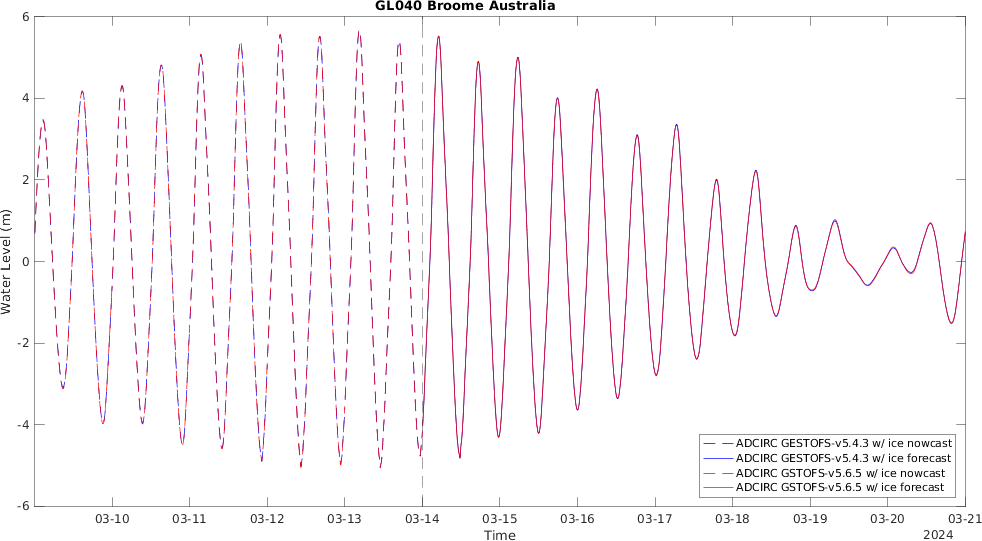 GL040 Broome Australia
6
4
2
0
-2
-4
-6
Water Level (m)
ADCIRC GESTOFS-v5.4.3 w/ ice nowcast
ADCIRC GESTOFS-v5.4.3 w/ ice forecast
ADCIRC GSTOFS-v5.6.5 w/ ice nowcast
ADCIRC GSTOFS-v5.6.5 w/ ice forecast
03-10 03-11 03-12 03-13 03-14 03-15 03-16 03-17 03-18 03-19 03-20 03-21
Time
2024